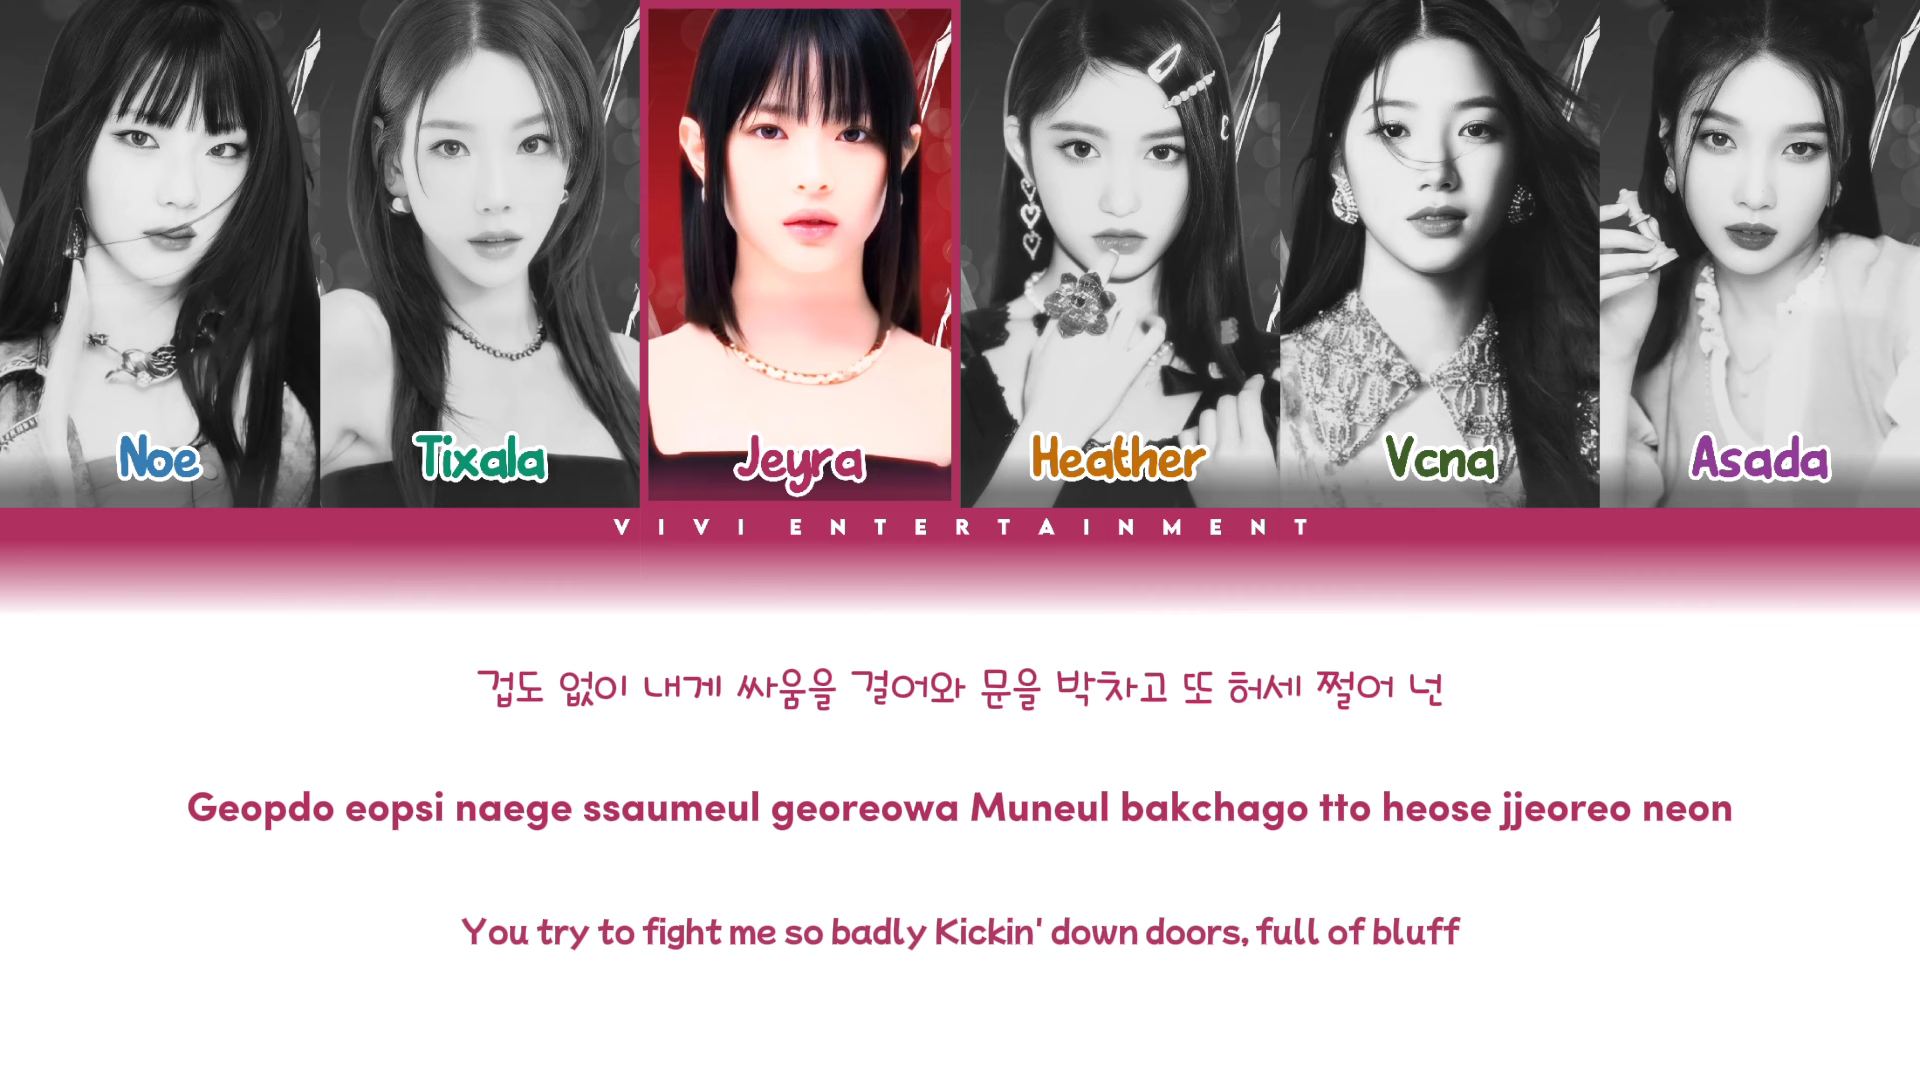 Noe
Tixala
Jeyra
Heather
Vcna
Asada
VIVI ENTERTAINMENT
겁도 없이 내게 싸움을 걸어와 문을 박차고 또 허세 쩔어 넌
Geopdo eopsi naege ssaumeul georeowa Muneul bakchago tto heose jjeoreo neon
You try to fight me so badly Kickin' down doors, full of bluff